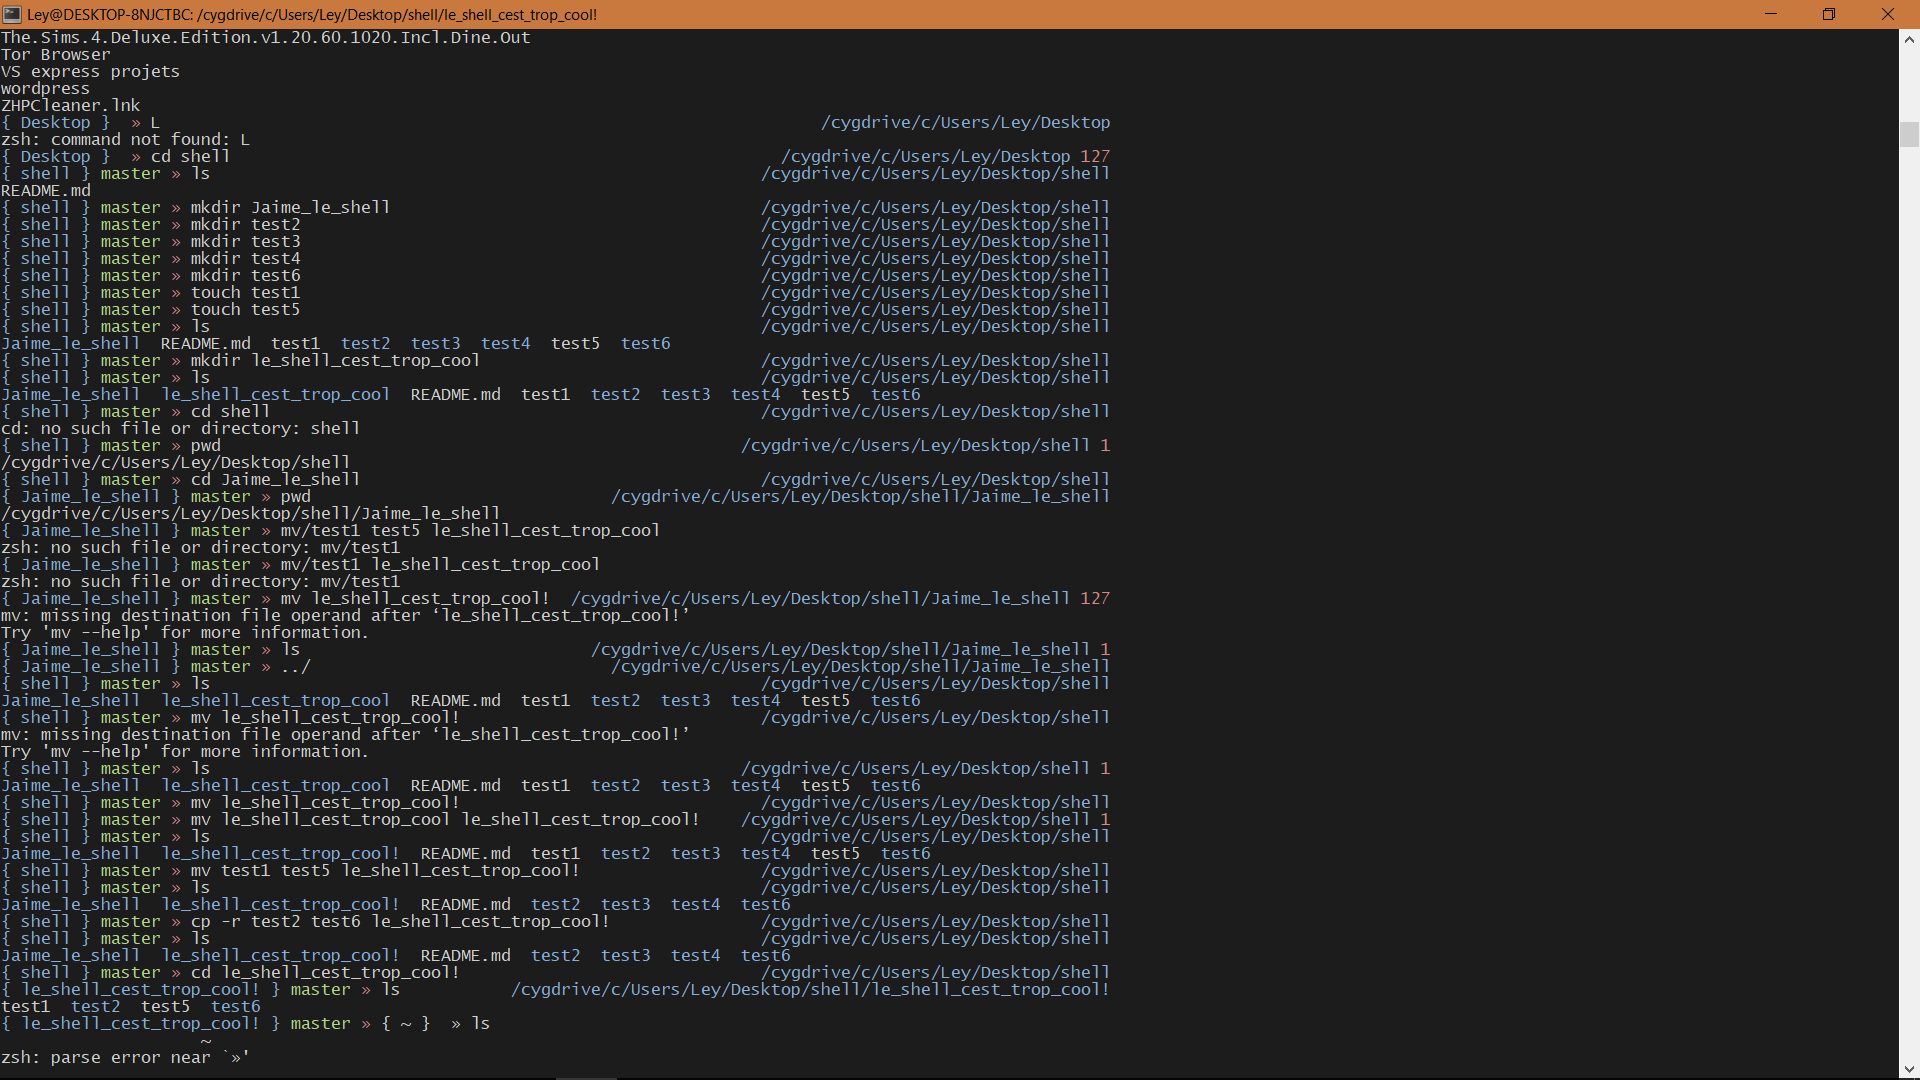 Ley@DESKTOP-8NJCTBC: /cygdrive/c/Users/Ley/Desktop/shell/le_shell_cest_trop_cool!
The.Sims.4.Deluxe.Edition.v1.20.60.1020.Incl.Dine.Out
Tor Browser
VS express projets
wordpress
ZHPCleaner.lnk
{ Desktop }  » L /cygdrive/c/Users/Ley/Desktop
zsh: command not found: L
{ Desktop }  » cd shell /cygdrive/c/Users/Ley/Desktop 127
{ shell } master » ls /cygdrive/c/Users/Ley/Desktop/shell
README.md
{ shell } master » mkdir Jaime_le_shell /cygdrive/c/Users/Ley/Desktop/shell
{ shell } master » mkdir test2 /cygdrive/c/Users/Ley/Desktop/shell
{ shell } master » mkdir test3 /cygdrive/c/Users/Ley/Desktop/shell
{ shell } master » mkdir test4 /cygdrive/c/Users/Ley/Desktop/shell
{ shell } master » mkdir test6 /cygdrive/c/Users/Ley/Desktop/shell
{ shell } master » touch test1 /cygdrive/c/Users/Ley/Desktop/shell
{ shell } master » touch test5 /cygdrive/c/Users/Ley/Desktop/shell
{ shell } master » ls /cygdrive/c/Users/Ley/Desktop/shell
Jaime_le_shell  README.md  test1  test2  test3  test4  test5  test6
{ shell } master » mkdir le_shell_cest_trop_cool /cygdrive/c/Users/Ley/Desktop/shell
{ shell } master » ls /cygdrive/c/Users/Ley/Desktop/shell
Jaime_le_shell  le_shell_cest_trop_cool  README.md  test1  test2  test3  test4  test5  test6
{ shell } master » cd shell /cygdrive/c/Users/Ley/Desktop/shell
cd: no such file or directory: shell
{ shell } master » pwd /cygdrive/c/Users/Ley/Desktop/shell 1
/cygdrive/c/Users/Ley/Desktop/shell
{ shell } master » cd Jaime_le_shell /cygdrive/c/Users/Ley/Desktop/shell
{ Jaime_le_shell } master » pwd /cygdrive/c/Users/Ley/Desktop/shell/Jaime_le_shell
/cygdrive/c/Users/Ley/Desktop/shell/Jaime_le_shell
{ Jaime_le_shell } master » mv/test1 test5 le_shell_cest_trop_cool
zsh: no such file or directory: mv/test1
{ Jaime_le_shell } master » mv/test1 le_shell_cest_trop_cool
zsh: no such file or directory: mv/test1
{ Jaime_le_shell } master » mv le_shell_cest_trop_cool! /cygdrive/c/Users/Ley/Desktop/shell/Jaime_le_shell 127
mv: missing destination file operand after ‘le_shell_cest_trop_cool!’
Try 'mv --help' for more information.
{ Jaime_le_shell } master » ls /cygdrive/c/Users/Ley/Desktop/shell/Jaime_le_shell 1
{ Jaime_le_shell } master » ../ /cygdrive/c/Users/Ley/Desktop/shell/Jaime_le_shell
{ shell } master » ls /cygdrive/c/Users/Ley/Desktop/shell
Jaime_le_shell  le_shell_cest_trop_cool  README.md  test1  test2  test3  test4  test5  test6
{ shell } master » mv le_shell_cest_trop_cool! /cygdrive/c/Users/Ley/Desktop/shell
mv: missing destination file operand after ‘le_shell_cest_trop_cool!’
Try 'mv --help' for more information.
{ shell } master » ls /cygdrive/c/Users/Ley/Desktop/shell 1
Jaime_le_shell  le_shell_cest_trop_cool  README.md  test1  test2  test3  test4  test5  test6
{ shell } master » mv le_shell_cest_trop_cool! /cygdrive/c/Users/Ley/Desktop/shell
{ shell } master » mv le_shell_cest_trop_cool le_shell_cest_trop_cool! /cygdrive/c/Users/Ley/Desktop/shell 1
{ shell } master » ls /cygdrive/c/Users/Ley/Desktop/shell
Jaime_le_shell  le_shell_cest_trop_cool!  README.md  test1  test2  test3  test4  test5  test6
{ shell } master » mv test1 test5 le_shell_cest_trop_cool! /cygdrive/c/Users/Ley/Desktop/shell
{ shell } master » ls /cygdrive/c/Users/Ley/Desktop/shell
Jaime_le_shell  le_shell_cest_trop_cool!  README.md  test2  test3  test4  test6
{ shell } master » cp -r test2 test6 le_shell_cest_trop_cool! /cygdrive/c/Users/Ley/Desktop/shell
{ shell } master » ls /cygdrive/c/Users/Ley/Desktop/shell
Jaime_le_shell  le_shell_cest_trop_cool!  README.md  test2  test3  test4  test6
{ shell } master » cd le_shell_cest_trop_cool! /cygdrive/c/Users/Ley/Desktop/shell
{ le_shell_cest_trop_cool! } master » ls /cygdrive/c/Users/Ley/Desktop/shell/le_shell_cest_trop_cool!
test1  test2  test5  test6
{ le_shell_cest_trop_cool! } master » { ~ }  » ls
~
zsh: parse error near `»'